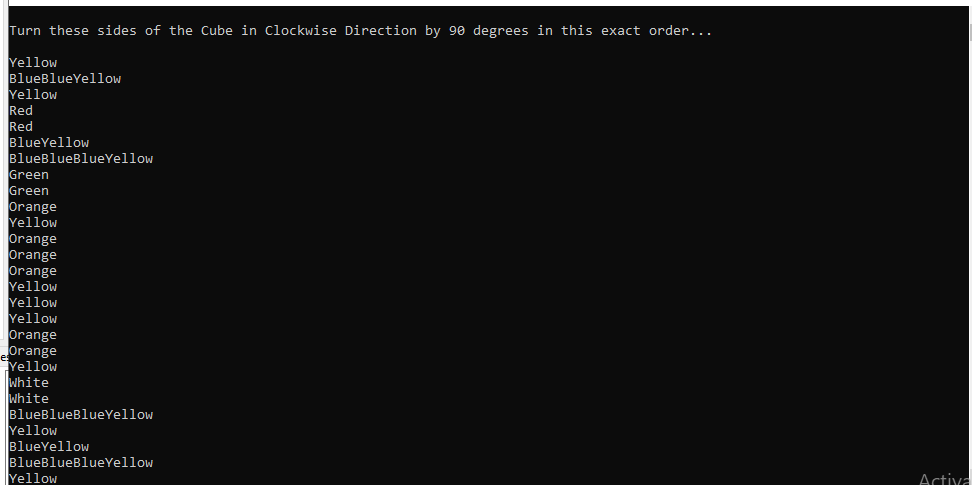 Turn these sides of the Cube in Clockwise Direction by 90 degrees in this exact order...
Yellow
BlueBlueYellow
Yellow
Red
Red
BlueYellow
BlueBlueBlueYellow
Green
Green
Orange
Yellow
Orange
Orange
Orange
Yellow
Yellow
Yellow
Orange
Orange
Yellow
White
White
BlueBlueBlueYellow
Yellow
BlueYellow
BlueBlueBlueYellow
Yellow